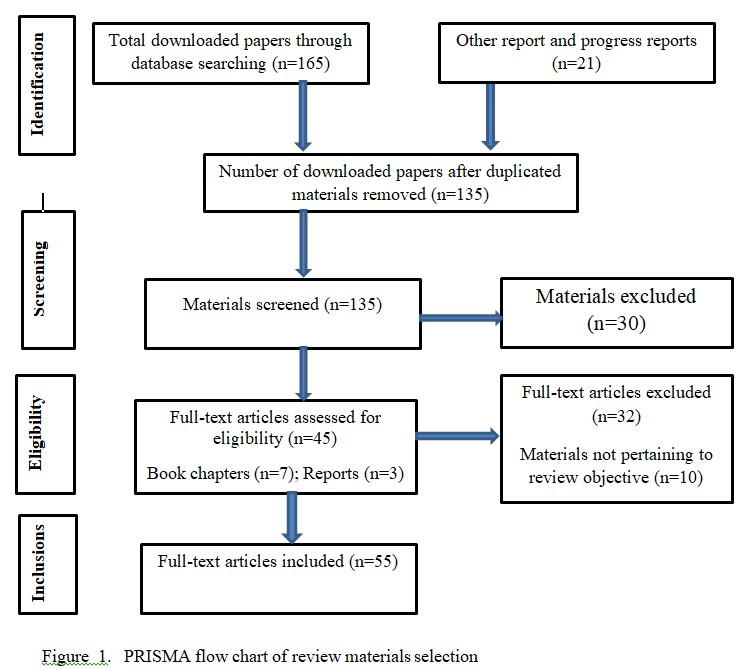 Identification
Total downloaded papers through
database searching (n=165)
Other report and progress reports
(n=21)
Number of downloaded papers after duplicated
materials removed (n=135)
Screening
Materials screened (n=135)
Materials excluded
(n=30)
Eligibility
Full-text articles assessed for
eligibility (n=45)
Book chapters (n=7); Reports (n=3)
Full-text articles excluded
(n=32)
Materials not pertaining to
review objective (n=10)
Inclusions
Full-text articles included (n=55)
Figure 1. PRISMA flow chart of review materials selection